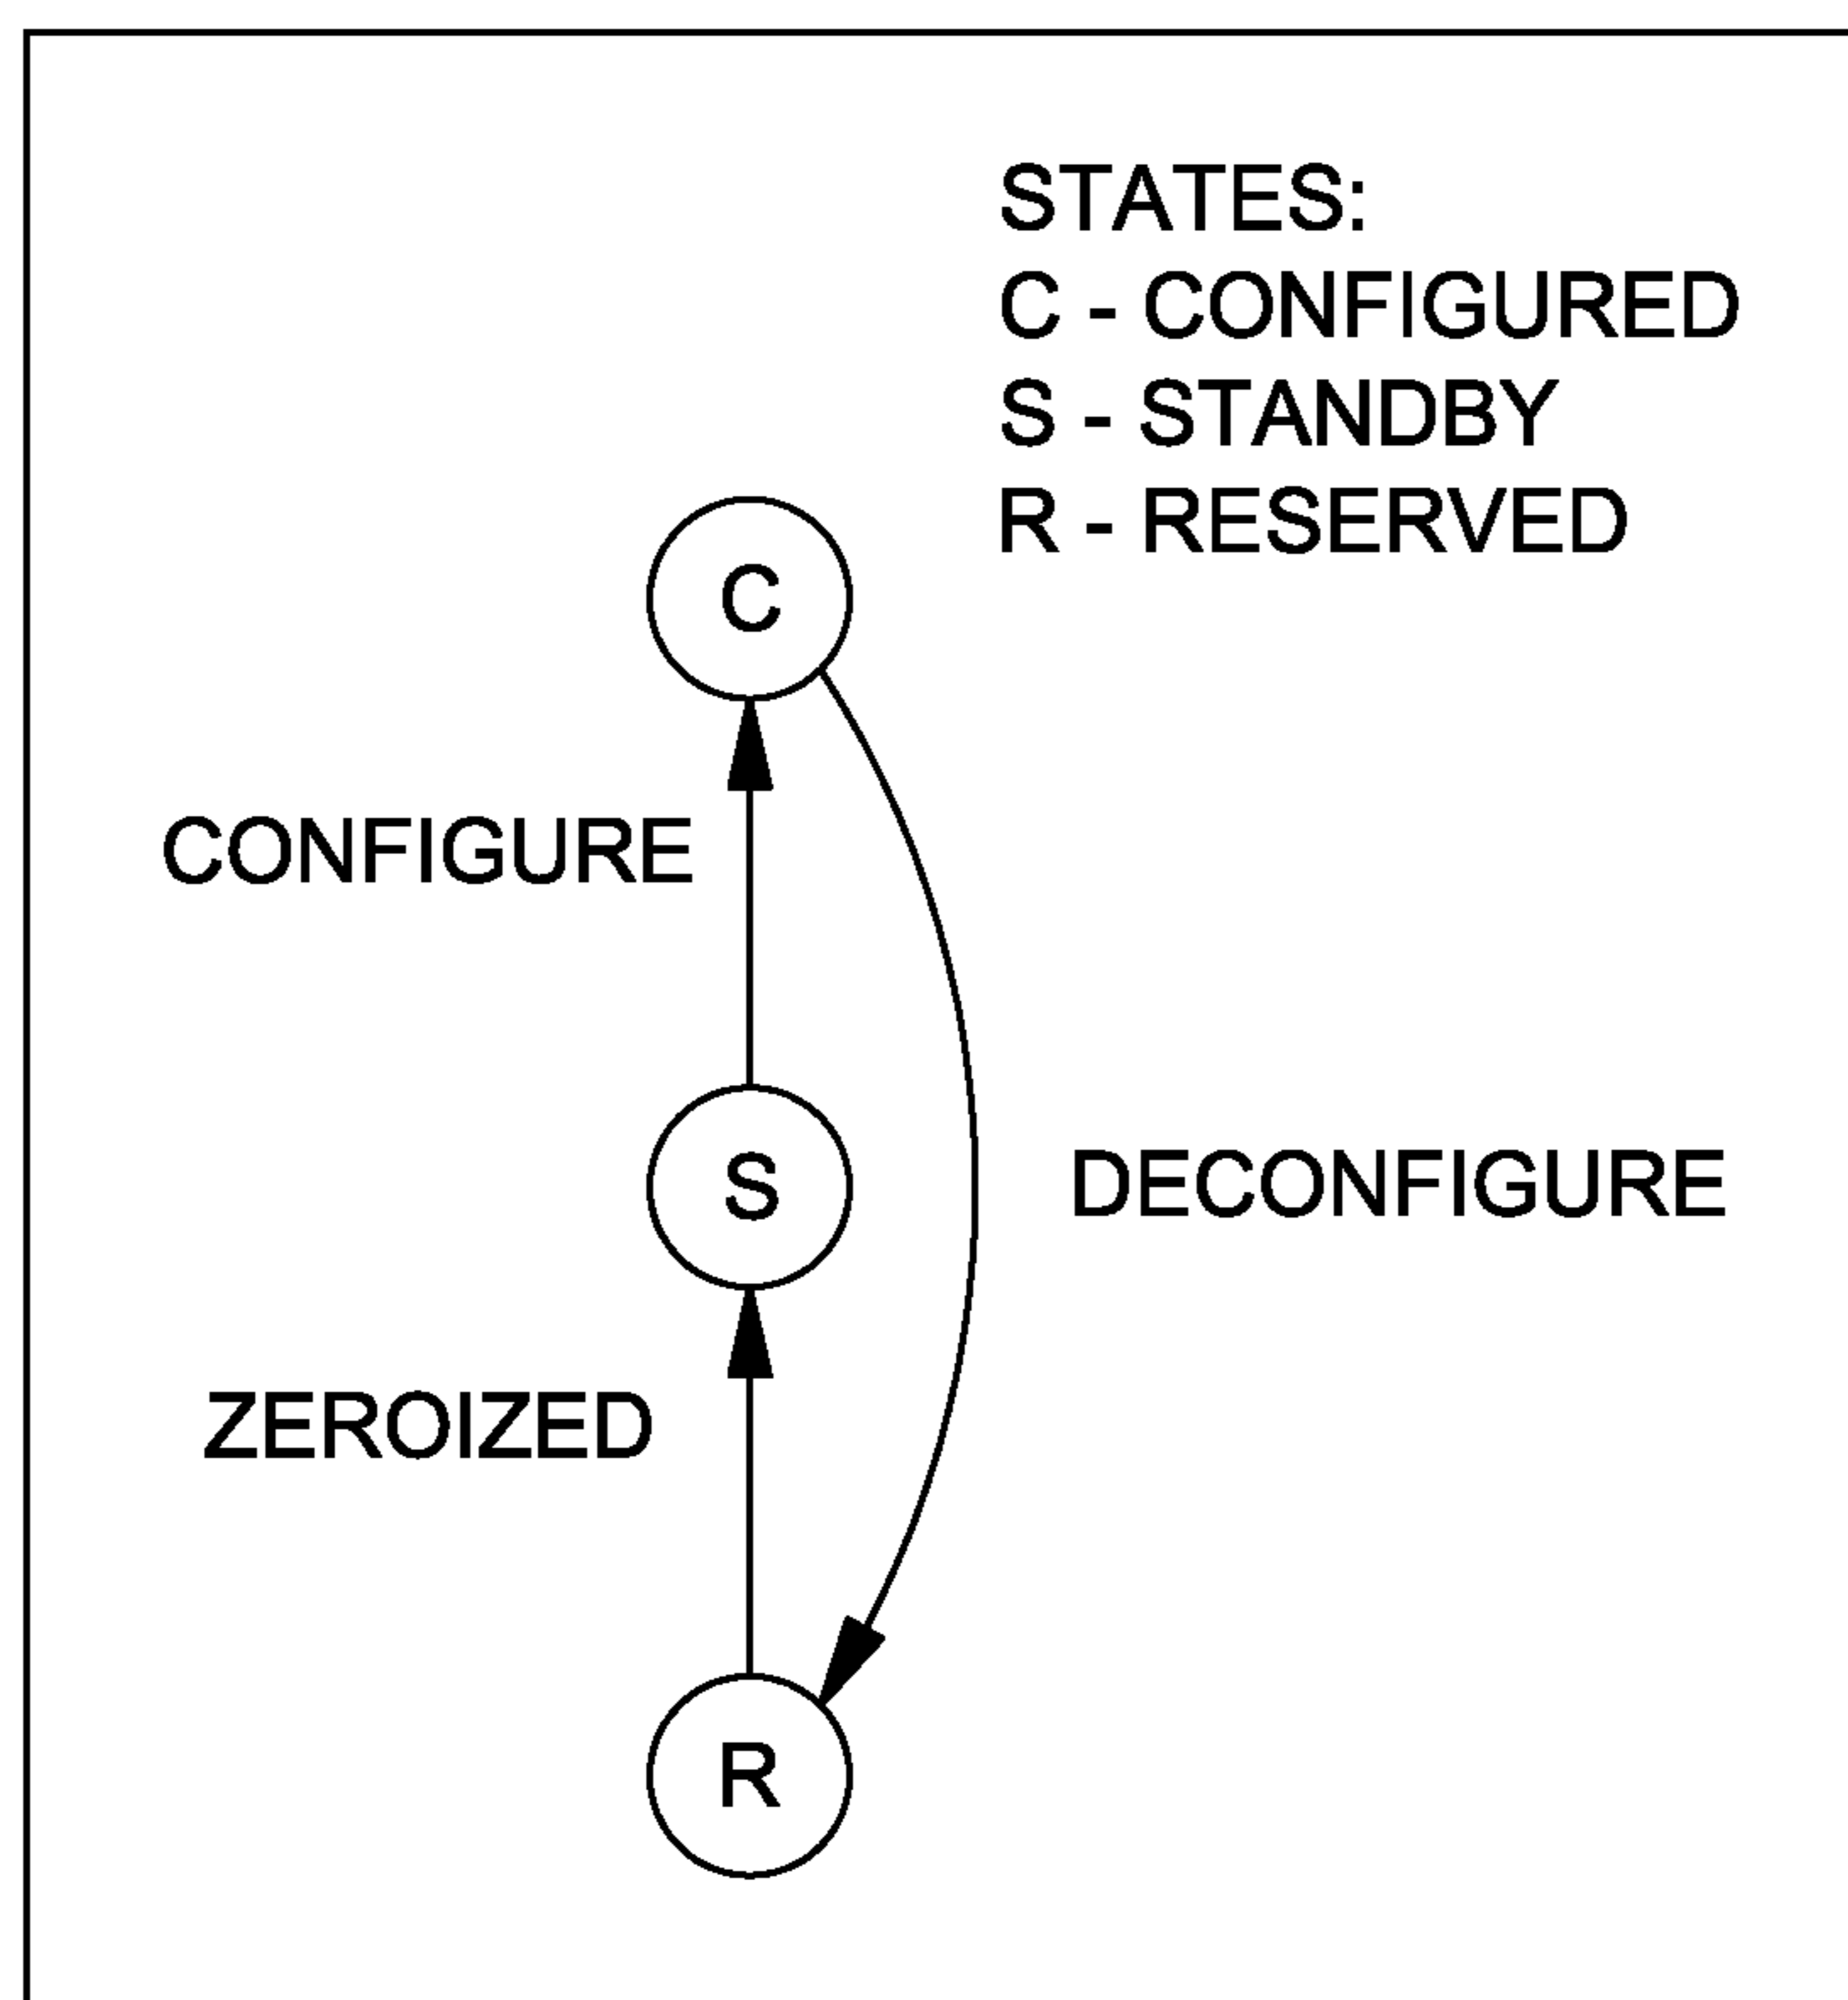 STATES:
C - CONFIGURED
S - STANDBY
R - RESERVED
C
CONFIGURE
S
DECONFIGURE
ZEROIZED
R